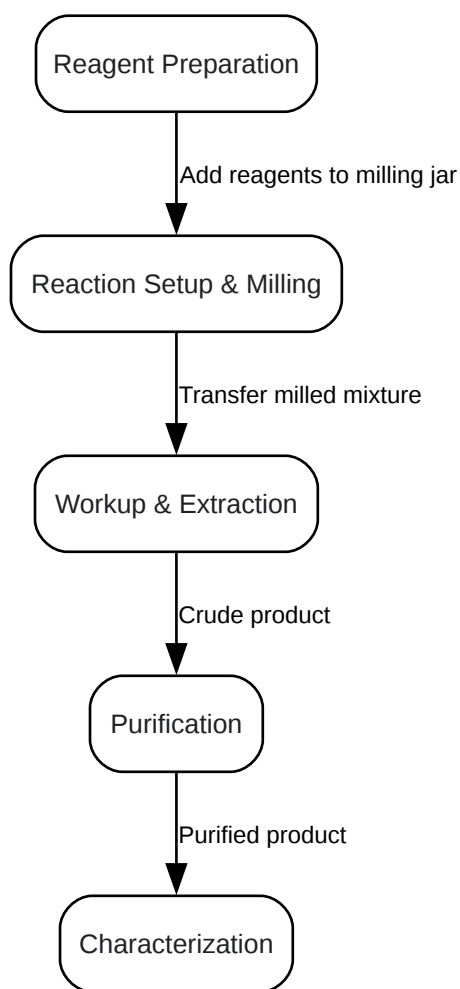 Reagent Preparation
Add reagents to milling jar
Reaction Setup & Milling
Transfer milled mixture
Workup & Extraction
Crude product
Purification
Purified product
Characterization